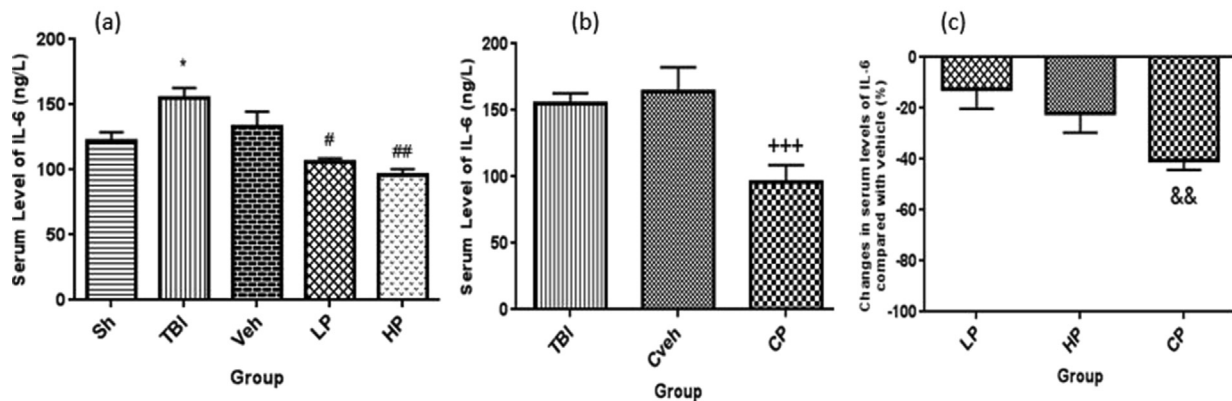 (a)
Serum Level of IL-6 (ng/L)
200
150
100
50
0
*
#
##
Sh
TBI
Veh
LP
HP
Group
(b)
Serum Level of IL-6 (ng/L)
200
150
100
50
0
+++
TBI
Cveh
CP
Group
(c)
Changes in serum levels of IL-6
compared with vehicle (%)
0
-20
-40
-60
-80
-100
&&
LP
HP
CP
Group